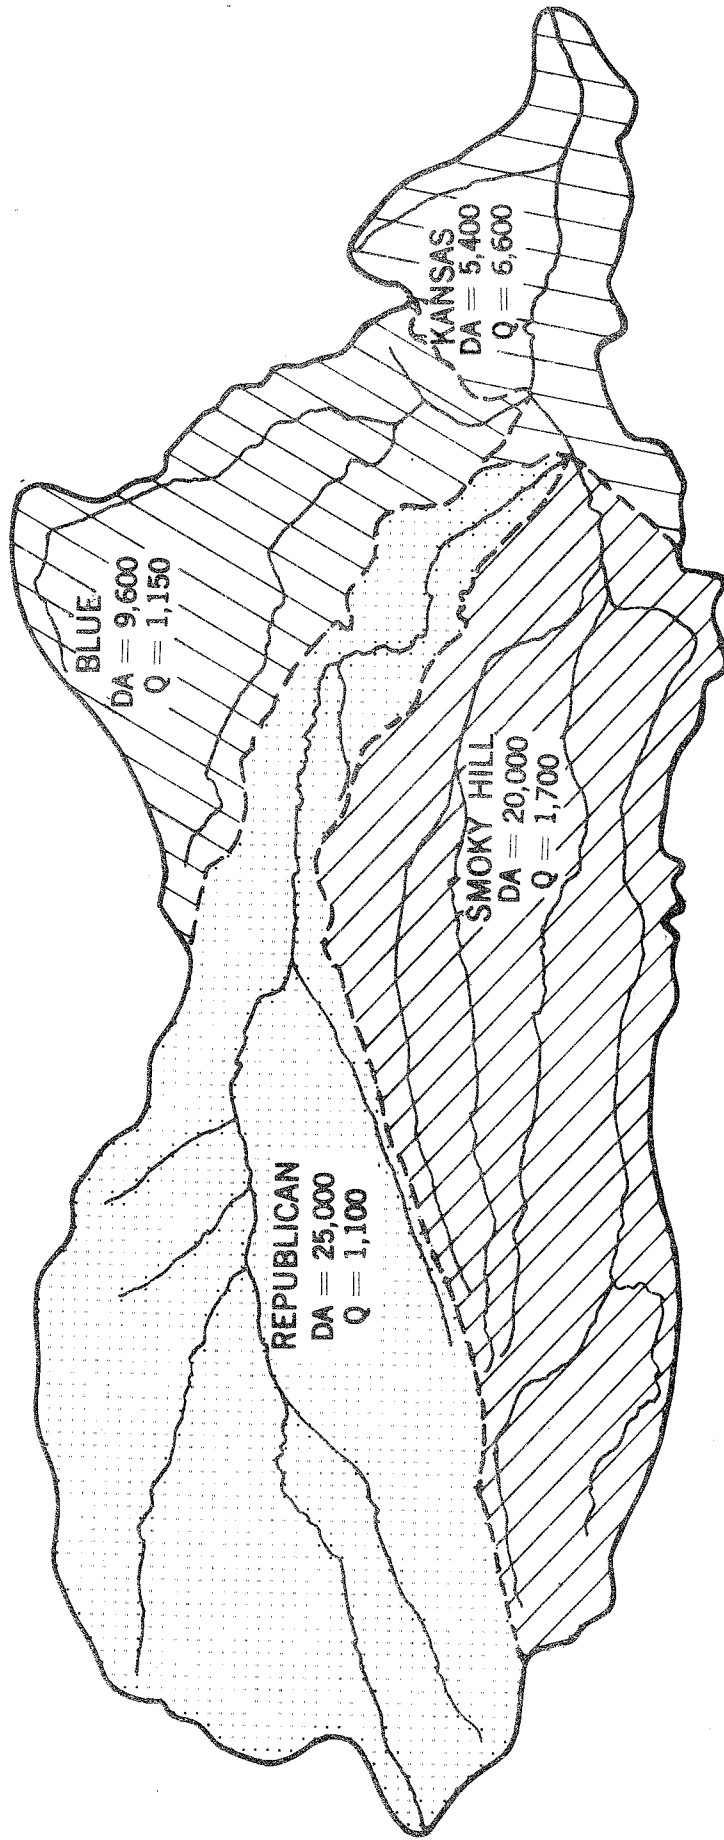 REPUBLICAN
DA = 25,000
Q = 1,100
SMOKY HILL
DA = 20,000
Q = 1,700
BLUE
DA = 9,600
Q = 1,150
KANSAS
DA = 5,400
Q = 6,600